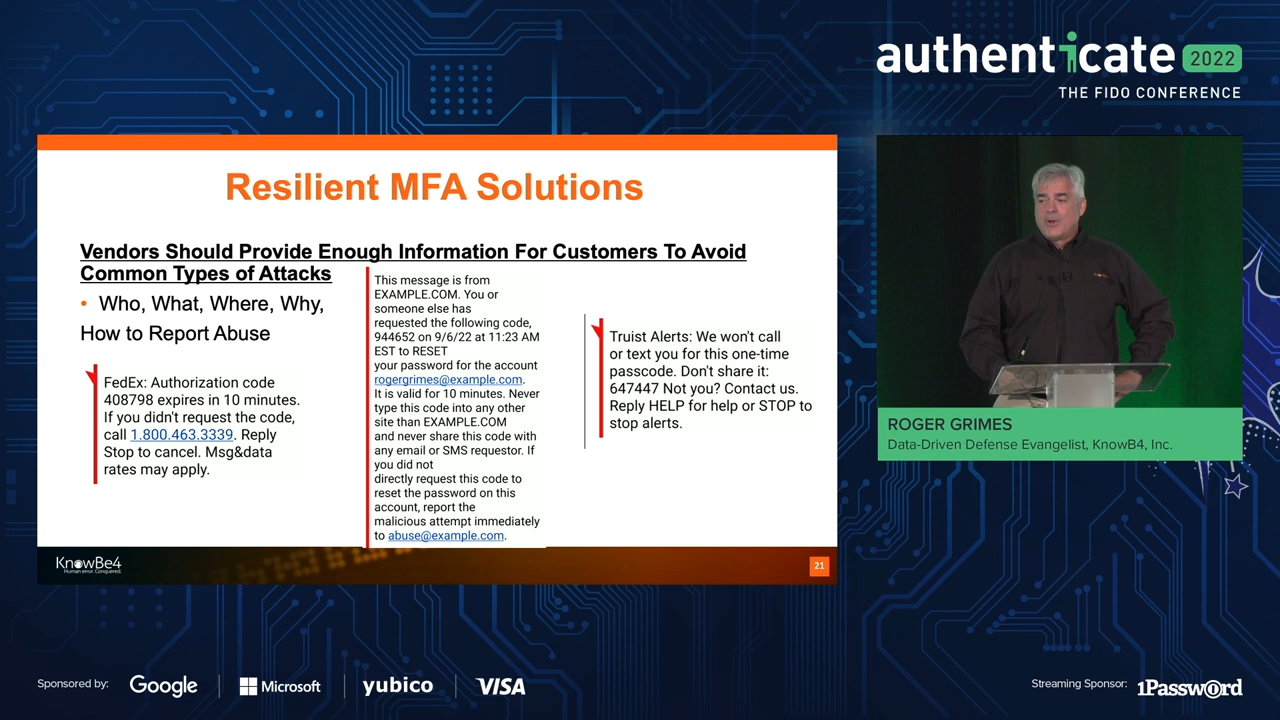 authenticate 2022
THE FIDO CONFERENCE
Resilient MFA Solutions
Vendors Should Provide Enough Information For Customers To Avoid
Common Types of Attacks
• Who, What, Where, Why,
How to Report Abuse
FedEx: Authorization code
408798 expires in 10 minutes.
If you didn't request the code,
call 1.800.463.3339. Reply
Stop to cancel. Msg&data
rates may apply.
This message is from
EXAMPLE.COM. You or
someone else has
requested the following code,
944652 on 9/6/22 at 11:23 AM
EST to RESET
your password for the account
rogergrimes@example.com.
It is valid for 10 minutes. Never
type this code into any other
site than EXAMPLE.COM
and never share this code with
any email or SMS requestor. If
you did not
directly request this code to
reset the password on this
account, report the
malicious attempt immediately
to abuse@example.com.
Truist Alerts: We won't call
or text you for this one-time
passcode. Don't share it:
647447 Not you? Contact us.
Reply HELP for help or STOP to
stop alerts.
KnowBe4
Human error. Conquered.
21
ROGER GRIMES
Data-Driven Defense Evangelist, KnowB4, Inc.
Sponsored by:
Google
Microsoft
yubico
VISA
Streaming Sponsor:
1Password